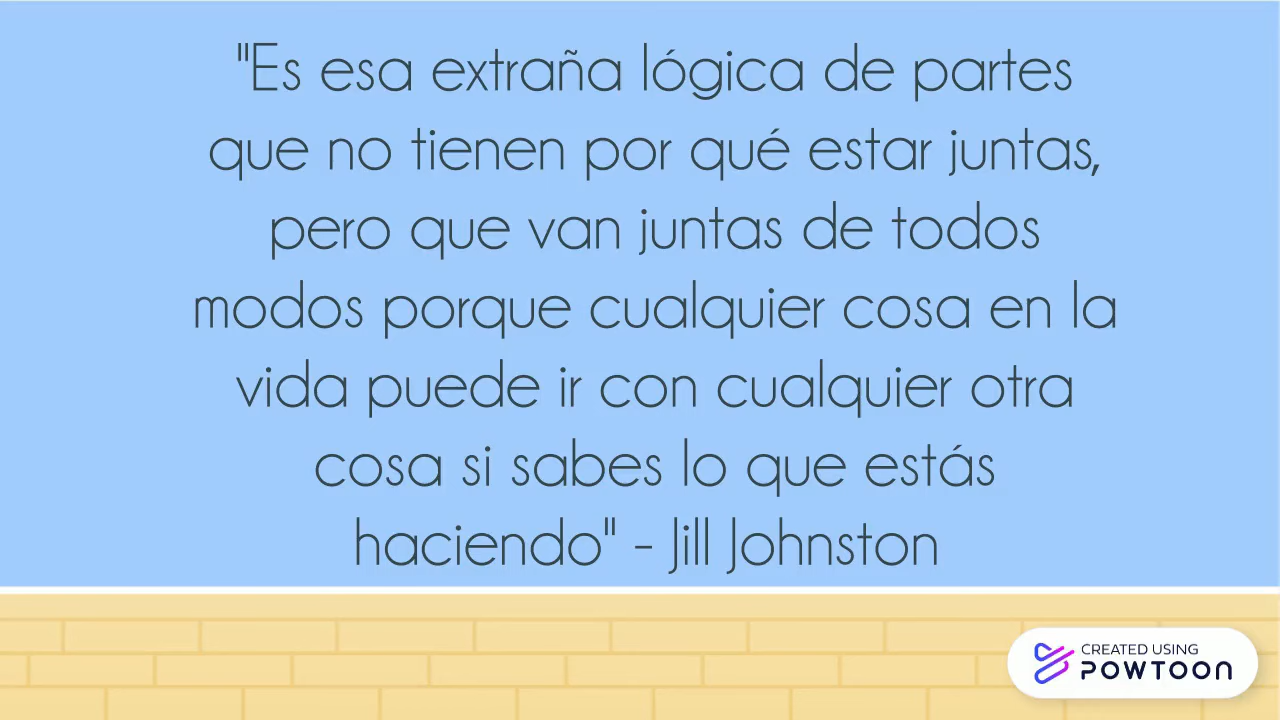 "Es esa extraña lógica de partes
que no tienen por qué estar juntas,
pero que van juntas de todos
modos porque cualquier cosa en la
vida puede ir con cualquier otra
cosa si sabes lo que estás
haciendo" - Jill Johnston
CREATED USING
POWTOON